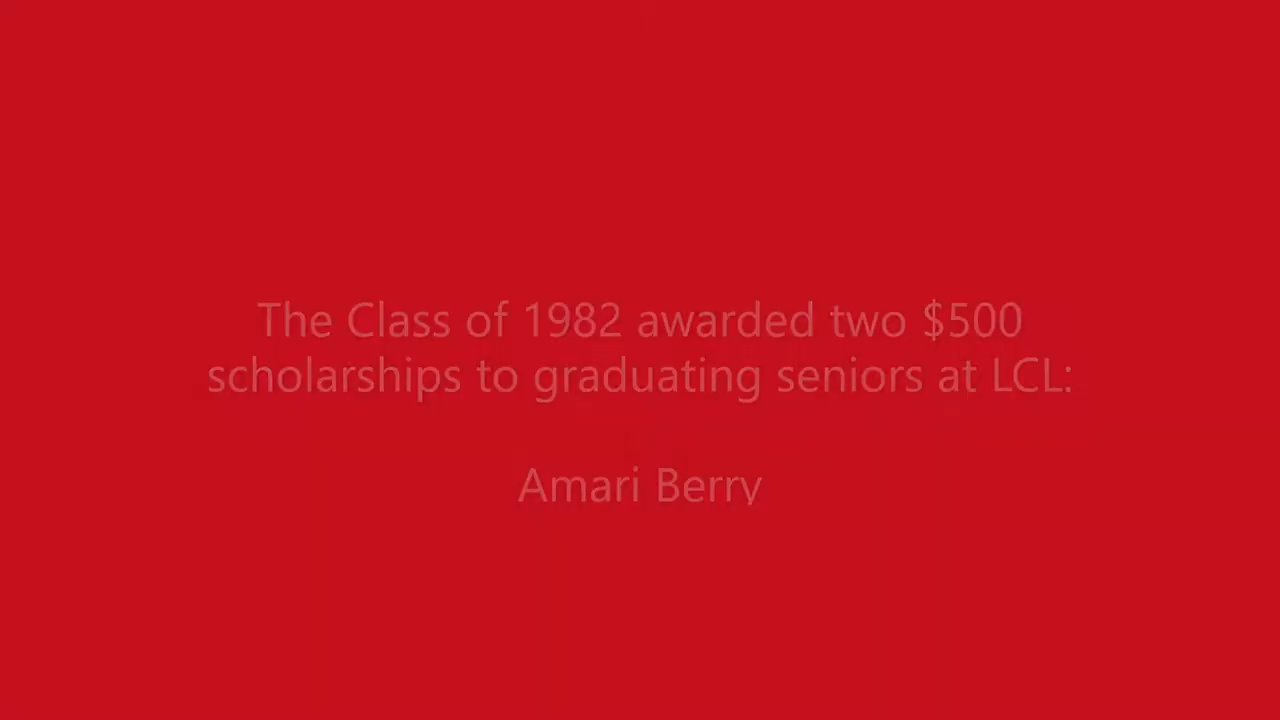 The Class of 1982 awarded two $500
scholarships to graduating seniors at LCL:
Amari Berry